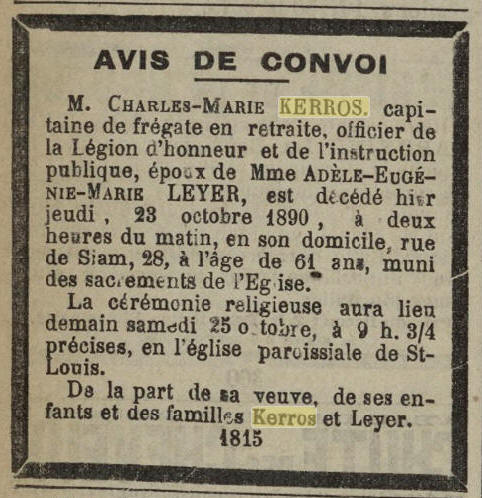 AVIS DE CONVOI
M. CHARLES-MARIE KERROS. capi-
taine de frégate en retraite, officier de
la Légion d'honneur et de l'instruction
publique, époux de Mme ADÈLE-EUGÉ-
NIE-MARIE LEYER, est décédé hier
jeudi, 23 octobre 1890, à deux
heures du matin, en son domicile, rue
de Siam, 28, à l'âge de 61 ans, muni
des sacrements de l'Eglise.
La cérémonie religieuse aura lieu
demain samedi 25 octobre, à 9 h. 3/4
précises, en l'église paroissiale de St-
Louis.
De la part de sa veuve, de ses en-
fants et des familles Kerros et Leyer.
1815